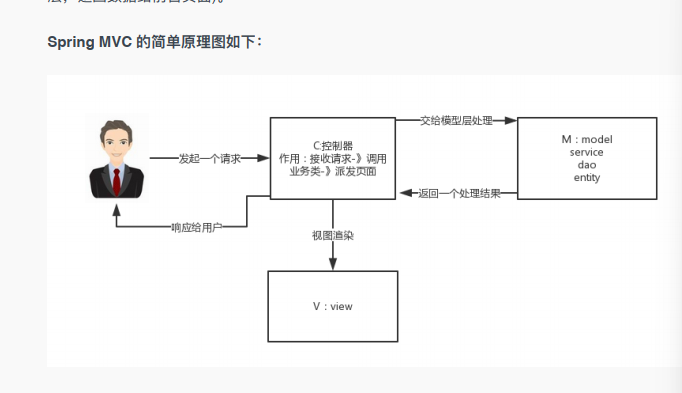 Spring MVC 的简单原理图如下：
发起一个请求
C:控制器
作用：接收请求-》调用
业务类-》派发页面
交给模型层处理
M：model
service
dao
entity
返回一个处理结果
响应给用户
视图渲染
V：view